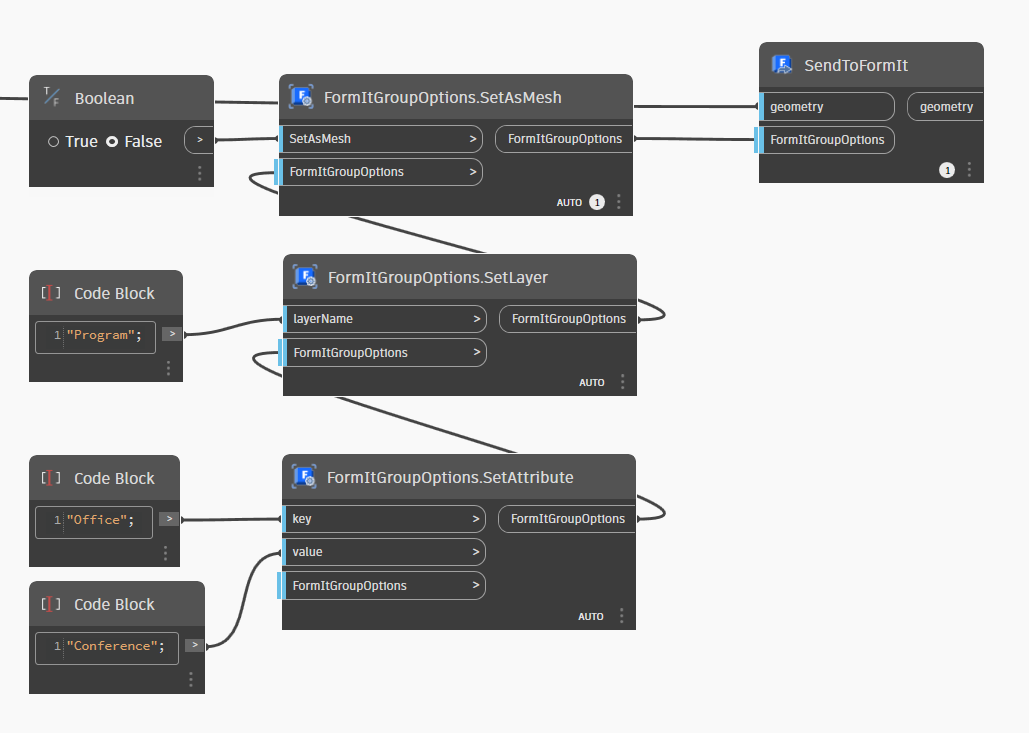 Boolean
True False >
FormItGroupOptions.SetAsMesh
SetAsMesh > FormItGroupOptions
FormItGroupOptions >
AUTO 1
SendToFormIt
geometry geometry
FormItGroupOptions
1
Code Block
1 "Program"; >
FormItGroupOptions.SetLayer
layerName > FormItGroupOptions
FormItGroupOptions >
AUTO
Code Block
1 "Office"; >
FormItGroupOptions.SetAttribute
key > FormItGroupOptions
value >
FormItGroupOptions >
AUTO
Code Block
1 "Conference"; >